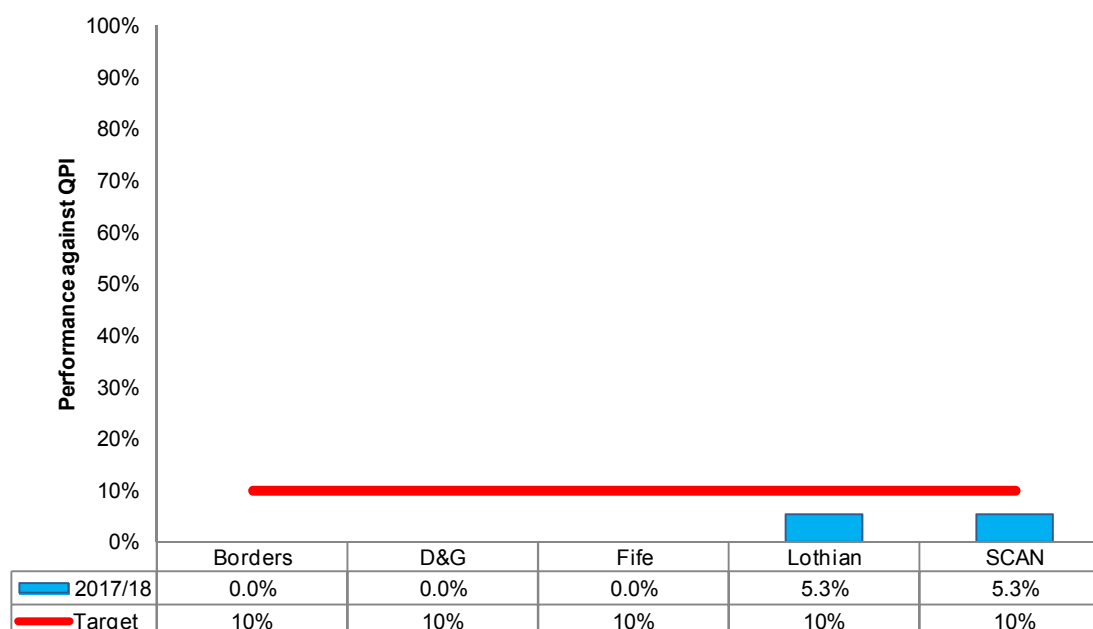 100%
90%
80%
70%
60%
50%
40%
30%
20%
10%
0%
Performance against QPI
Borders D&G Fife Lothian SCAN
2017/18 0.0% 0.0% 0.0% 5.3% 5.3%
Target 10% 10% 10% 10% 10%